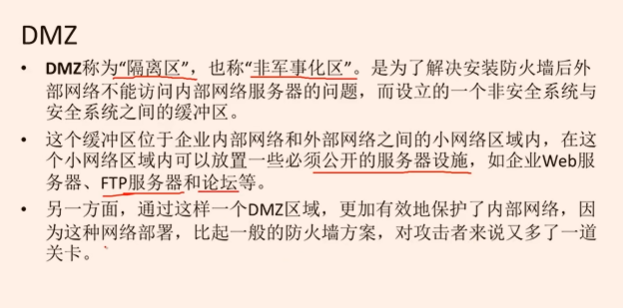 DMZ
• DMZ称为“隔离区”，也称“非军事化区”。是为了解决安装防火墙后外
部网络不能访问内部网络服务器的问题，而设立的一个非安全系统与
安全系统之间的缓冲区。
• 这个缓冲区位于企业内部网络和外部网络之间的小网络区域内，在这
个小网络区域内可以放置一些必须公开的服务器设施，如企业Web服
务器、FTP服务器和论坛等。
• 另一方面，通过这样一个DMZ区域，更加有效地保护了内部网络，因
为这种网络部署，比起一般的防火墙方案，对攻击者来说又多了一道
关卡。